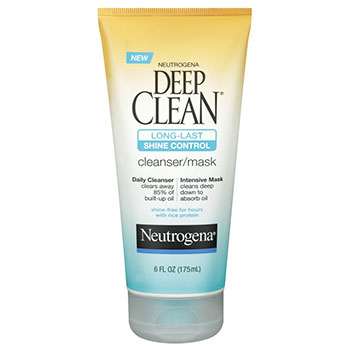 NEW
NEUTROGENA
DEEP
CLEAN®
LONG-LAST
SHINE CONTROL
cleanser/mask
Daily Cleanser
clears away
85% of
built-up oil
Intensive Mask
cleans deep
down to
absorb oil
shine-free for hours
with rice protein
Neutrogena®
6 FL OZ (175mL)